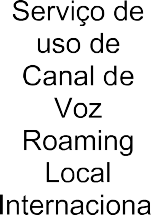 Serviço de
uso de
Canal de
Voz
Roaming
Local
Internaciona